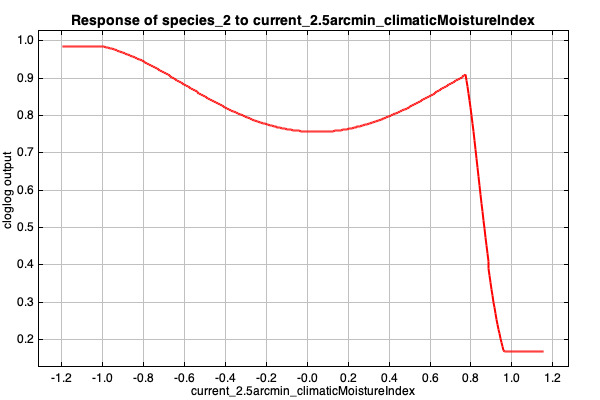 Response of species_2 to current_2.5arcmin_climaticMoistureIndex
1.0
0.9
0.8
0.7
0.6
0.5
0.4
0.3
0.2
cloglog output
-1.2 -1.0 -0.8 -0.6 -0.4 -0.2 -0.0 0.2 0.4 0.6 0.8 1.0 1.2
current_2.5arcmin_climaticMoistureIndex